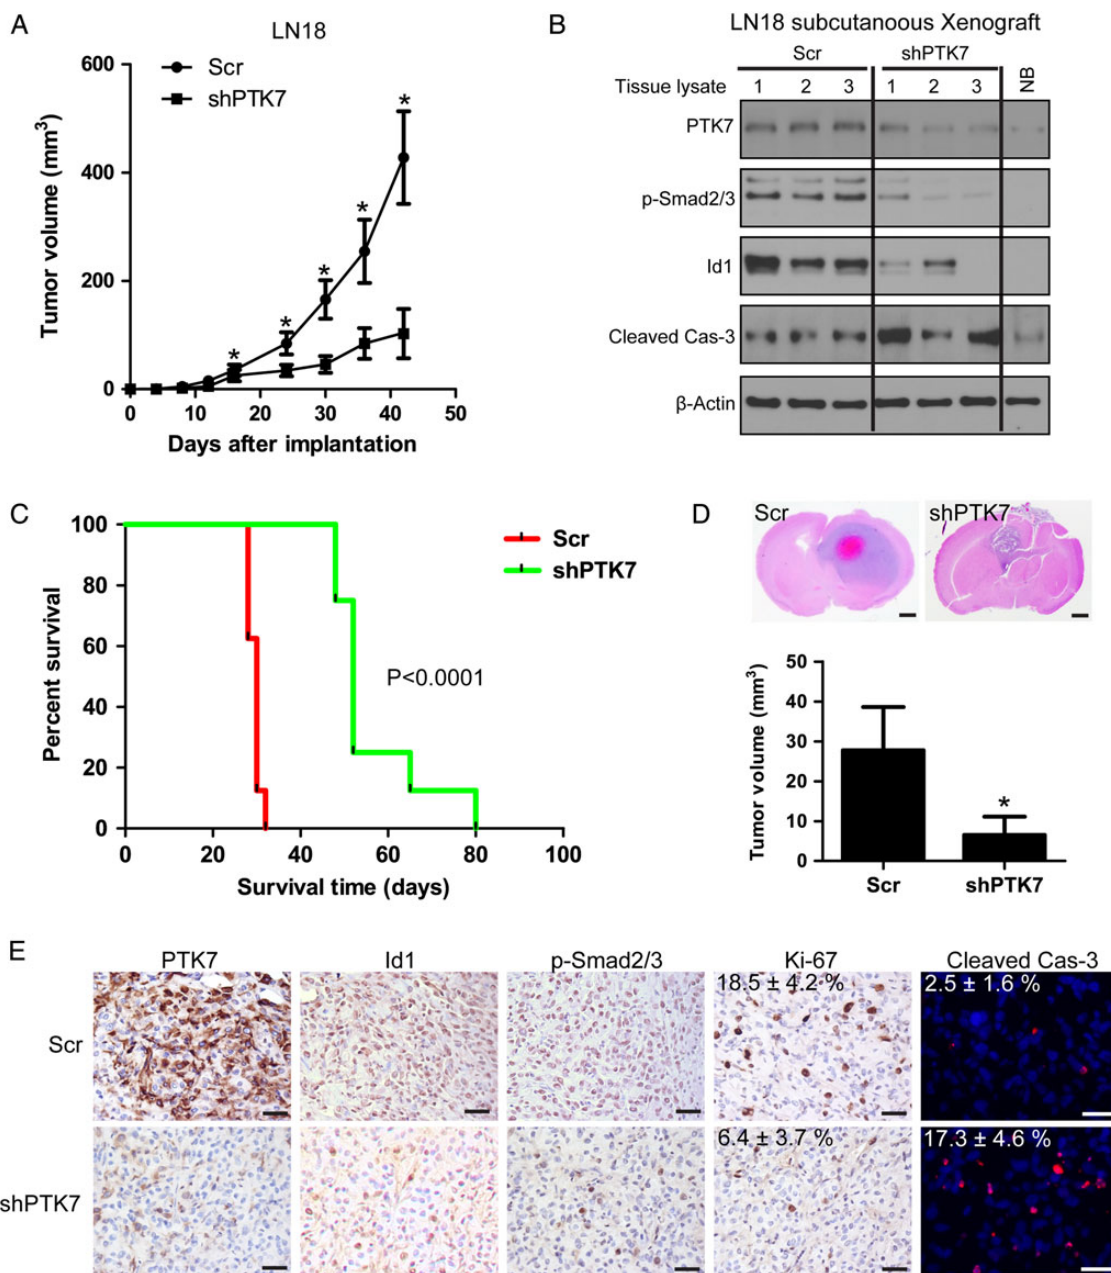 A
LN18
Scr
shPTK7
Tumor volume (mm³)
600
400
200
0
* * * * *
0 10 20 30 40 50
Days after implantation
B
LN18 subcutanoous Xenograft
Scr shPTK7 NB
Tissue lysate 1 2 3 1 2 3
PTK7
p-Smad2/3
Id1
Cleaved Cas-3
β-Actin
C
Percent survival
100
80
60
40
20
0
Scr
shPTK7
P<0.0001
0 20 40 60 80 100
Survival time (days)
D
Scr shPTK7
Tumor volume (mm³)
50
40
30
20
10
0
*
Scr shPTK7
E
PTK7 Id1 p-Smad2/3 Ki-67 Cleaved Cas-3
Scr
18.5 ± 4.2 % 2.5 ± 1.6 %
shPTK7
6.4 ± 3.7 % 17.3 ± 4.6 %